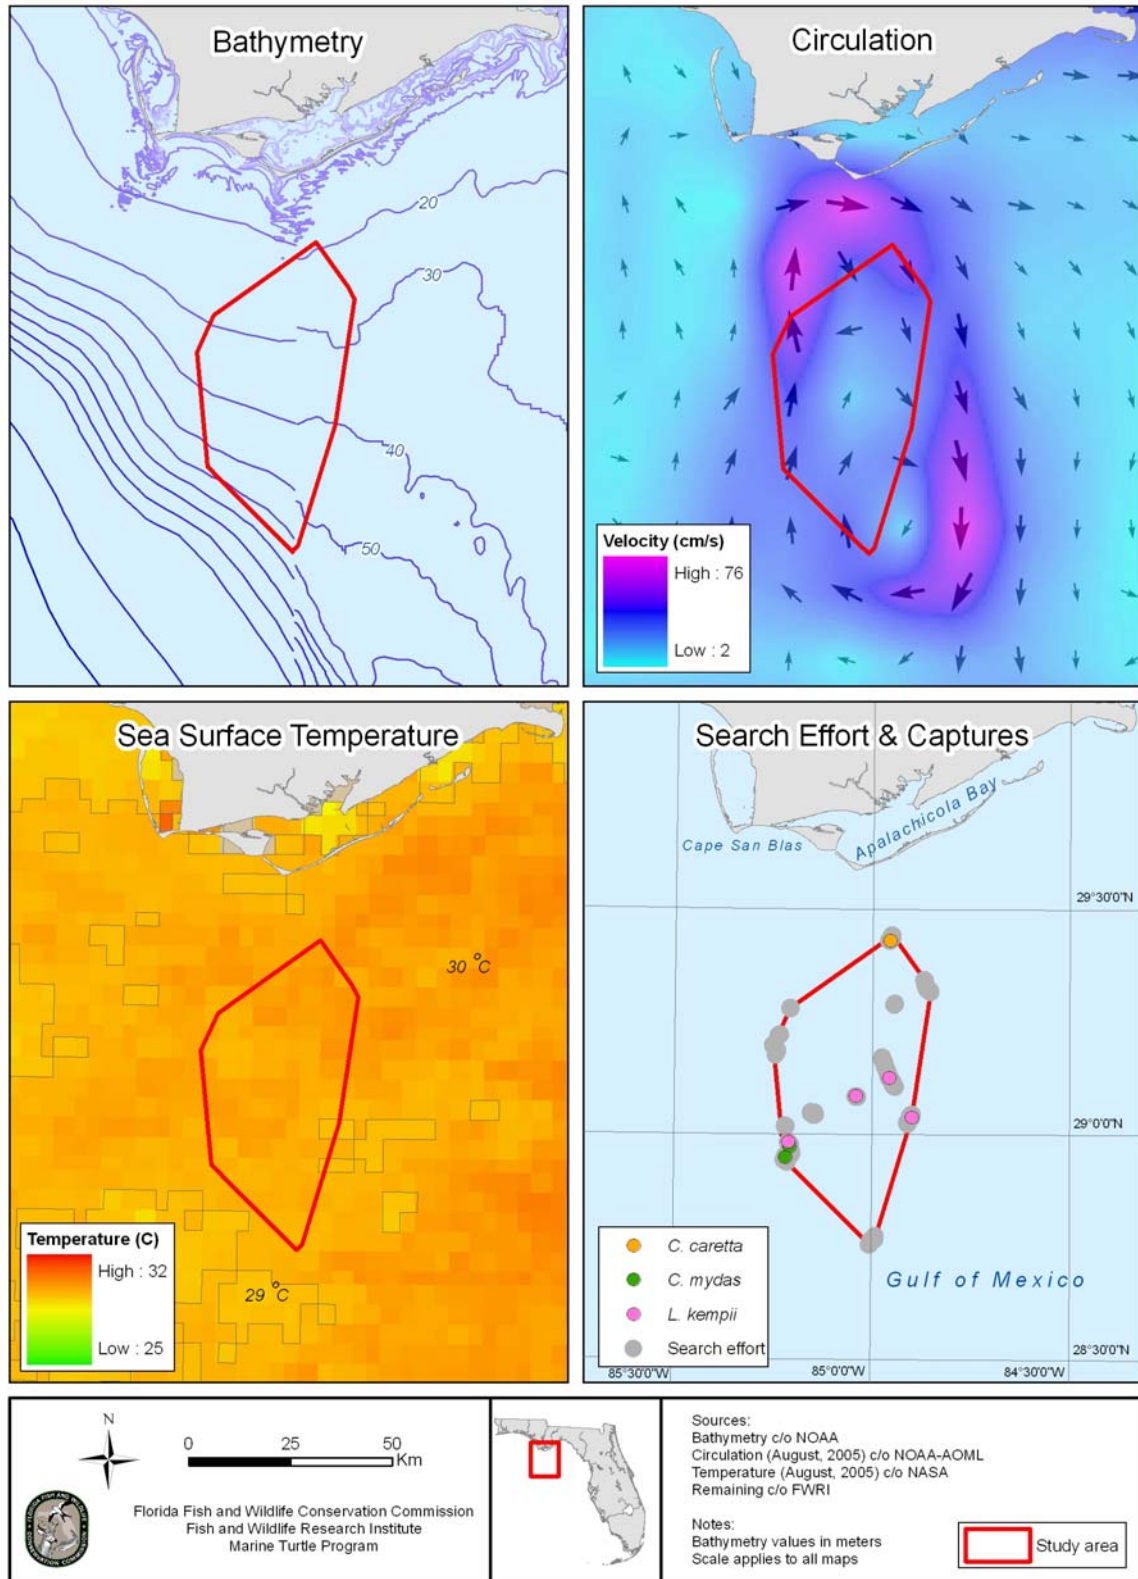 Bathymetry
20
30
40
50
Circulation
Velocity (cm/s)
High : 76
Low : 2
Sea Surface Temperature
30 °C
29 °C
Temperature (C)
High : 32
Low : 25
Search Effort & Captures
Cape San Blas
Apalachicola Bay
29°30'0"N
29°0'0"N
Gulf of Mexico
28°30'0"N
85°30'0"W
85°0'0"W
84°30'0"W
C. caretta
C. mydas
L. kempii
Search effort
N
0 25 50
Km
Florida Fish and Wildlife Conservation Commission
Fish and Wildlife Research Institute
Marine Turtle Program
Sources:
Bathymetry c/o NOAA
Circulation (August, 2005) c/o NOAA-AOML
Temperature (August, 2005) c/o NASA
Remaining c/o FWRI
Notes:
Bathymetry values in meters
Scale applies to all maps
Study area